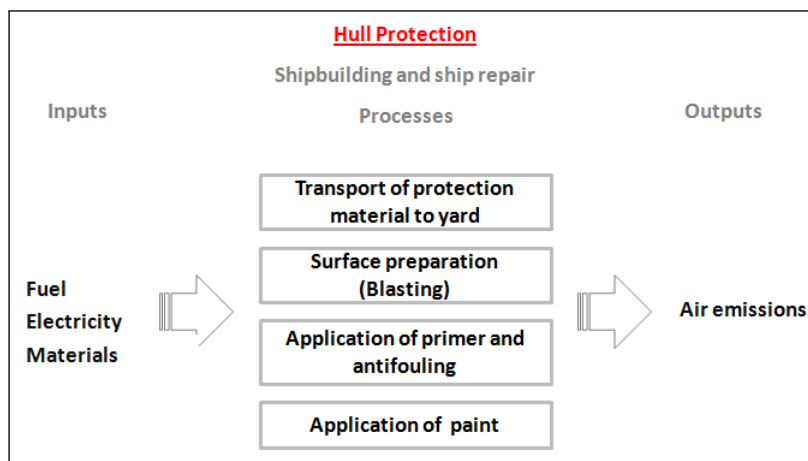 Hull Protection
Shipbuilding and ship repair
Inputs
Processes
Outputs
Transport of protection
material to yard
Surface preparation
(Blasting)
Application of primer and
antifouling
Application of paint
Fuel
Electricity
Materials
Air emissions